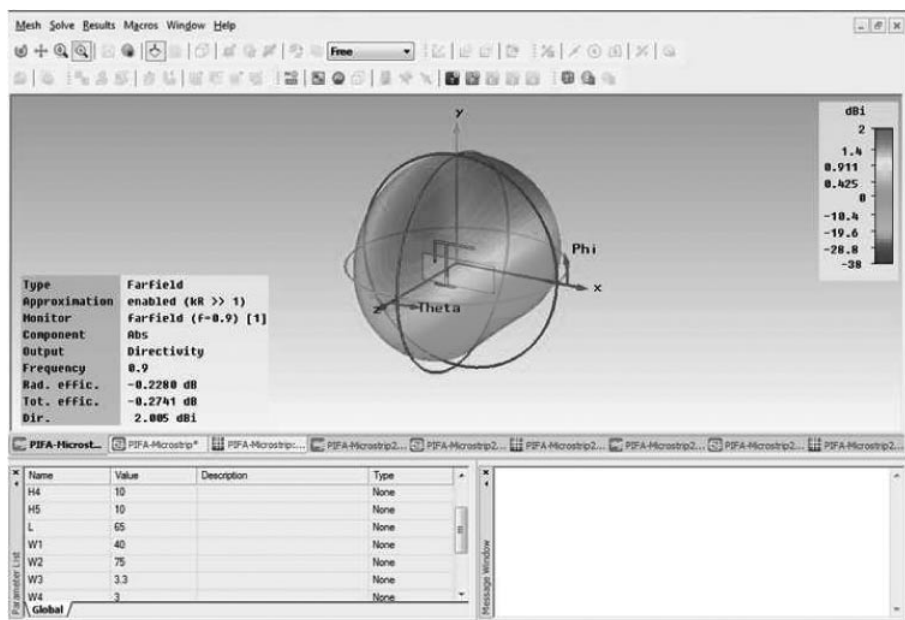 Mesh Solve Results Macros Window Help
Free
y
dBi
2
1.4
0.911
0.425
0
-10.4
-19.6
-28.8
-38
Phi
x
z
Theta
Type Farfield
Approximation enabled (kR >> 1)
Monitor farfield (f=0.9) [1]
Component Abs
Output Directivity
Frequency 0.9
Rad. effic. -0.2280 dB
Tot. effic. -0.2741 dB
Dir. 2.005 dBi
PIFA-Microst... PIFA-Microstrip* PIFA-Microstrip:... PIFA-Microstrip2... PIFA-Microstrip2... PIFA-Microstrip2... PIFA-Microstrip2... PIFA-Microstrip2... PIFA-Microstrip2...
Name Value Description Type
H4 10 None
H5 10 None
L 65 None
W1 40 None
W2 75 None
W3 3.3 None
W4 3 None
Global
Parameter List
Message Window